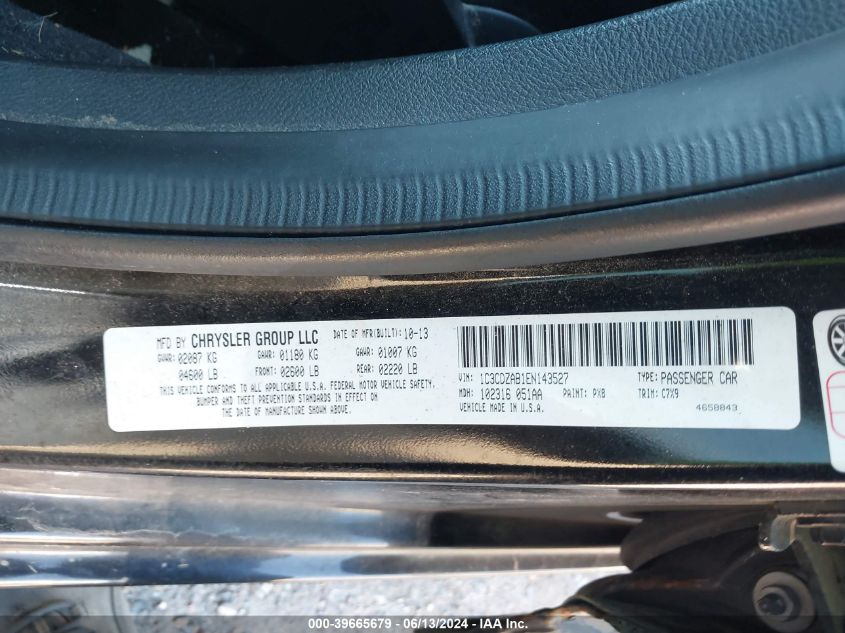 MFD BY CHRYSLER GROUP LLC DATE OF MFR(BUILT): 10-13
GVWR: 02087 KG GAWR: 01180 KG GAWR: 01007 KG
04600 LB FRONT: 02600 LB REAR: 02220 LB
THIS VEHICLE CONFORMS TO ALL APPLICABLE U.S.A. FEDERAL MOTOR VEHICLE SAFETY,
BUMPER AND THEFT PREVENTION STANDARDS IN EFFECT ON
THE DATE OF MANUFACTURE SHOWN ABOVE.
VIN: 1C3CDZAB1EN143527 TYPE: PASSENGER CAR
MDH: 102316 051AA PAINT: PX8 TRIM: C7X9
VEHICLE MADE IN U.S.A. 4658843
000-39665679 - 06/13/2024 - IAA Inc.